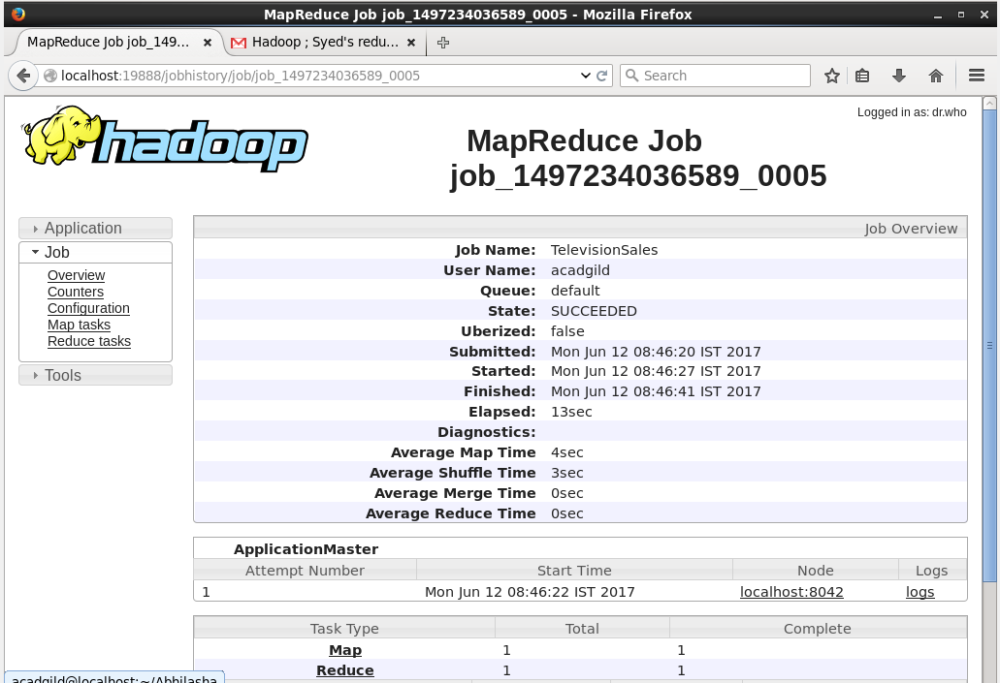 MapReduce Job job_1497234036589_0005 - Mozilla Firefox
MapReduce Job job_149... Hadoop ; Syed's redu...
localhost:19888/jobhistory/job/job_1497234036589_0005 Search
Logged in as: dr.who
hadoop
MapReduce Job
job_1497234036589_0005
Application
Job
Overview
Counters
Configuration
Map tasks
Reduce tasks
Tools
Job Overview
Job Name: TelevisionSales
User Name: acadgild
Queue: default
State: SUCCEEDED
Uberized: false
Submitted: Mon Jun 12 08:46:20 IST 2017
Started: Mon Jun 12 08:46:27 IST 2017
Finished: Mon Jun 12 08:46:41 IST 2017
Elapsed: 13sec
Diagnostics:
Average Map Time 4sec
Average Shuffle Time 3sec
Average Merge Time 0sec
Average Reduce Time 0sec
ApplicationMaster
Attempt Number Start Time Node Logs
1 Mon Jun 12 08:46:22 IST 2017 localhost:8042 logs
Task Type Total Complete
Map 1 1
Reduce 1 1
acadgild@localhost:~/Abhilasha